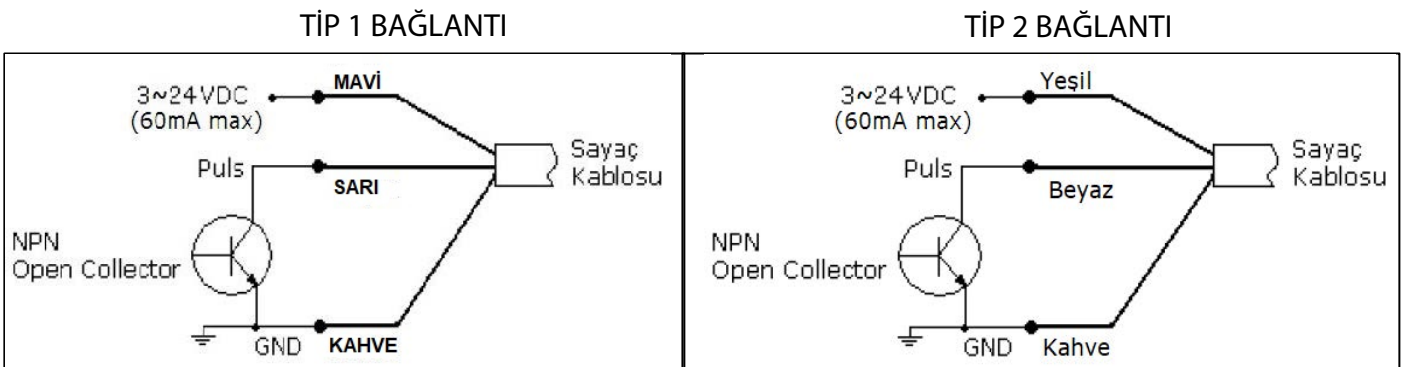 TİP 1 BAĞLANTI
3~24VDC
(60mA max)
MAVİ
Puls
SARI
Sayaç
Kablosu
NPN
Open Collector
GND
KAHVE
TİP 2 BAĞLANTI
3~24VDC
(60mA max)
Yeşil
Puls
Beyaz
Sayaç
Kablosu
NPN
Open Collector
GND
Kahve